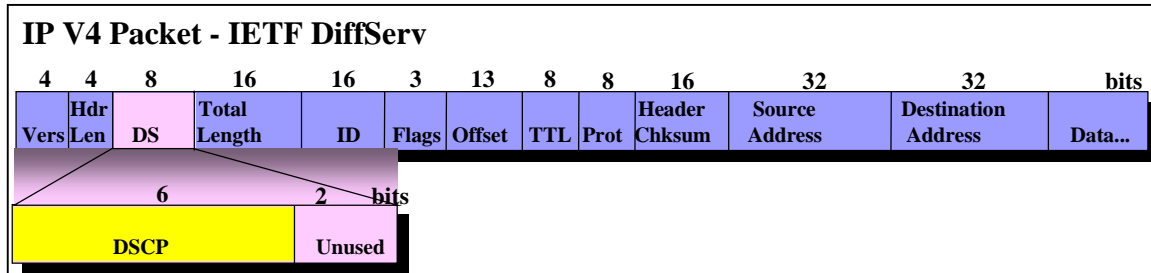 IP V4 Packet - IETF DiffServ
4 4 8 16 16 3 13 8 8 16 32 32 bits
Hdr Total Header Source Destination
Vers Len DS Length ID Flags Offset TTL Prot Chksum Address Address Data...
6 2 bits
DSCP Unused